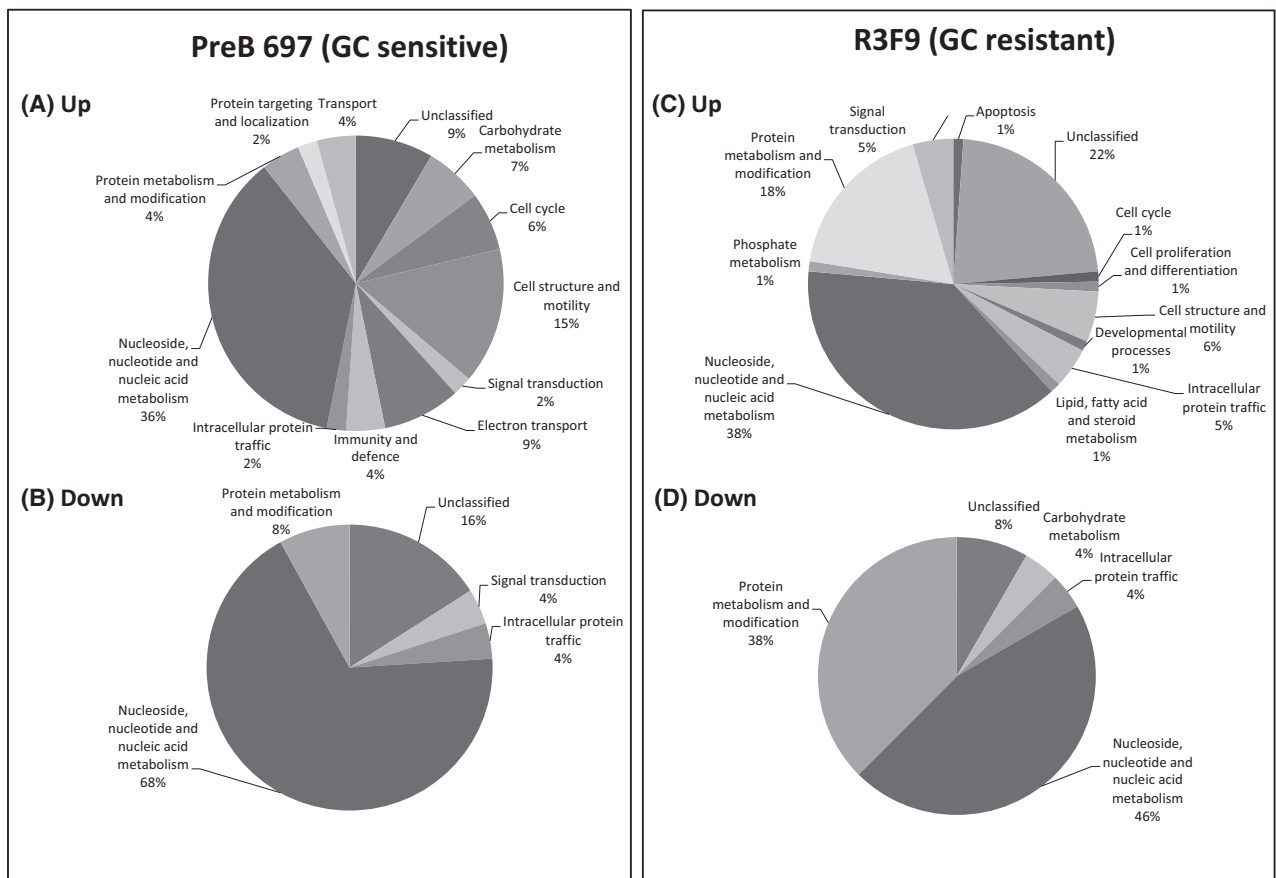 PreB 697 (GC sensitive)
(A) Up
Protein targeting
and localization
2%
Transport
4%
Unclassified
9%
Carbohydrate
metabolism
7%
Cell cycle
6%
Cell structure and
motility
15%
Signal transduction
2%
Electron transport
9%
Immunity and
defence
4%
Intracellular protein
traffic
2%
Nucleoside,
nucleotide and
nucleic acid
metabolism
36%
Protein metabolism
and modification
4%
(B) Down
Protein metabolism
and modification
8%
Unclassified
16%
Signal transduction
4%
Intracellular protein
traffic
4%
Nucleoside,
nucleotide and
nucleic acid
metabolism
68%
R3F9 (GC resistant)
(C) Up
Signal
transduction
5%
Apoptosis
1%
Unclassified
22%
Cell cycle
1%
Cell proliferation
and differentiation
1%
Cell structure and
motility
6%
Developmental
processes
1%
Intracellular
protein traffic
5%
Lipid, fatty acid
and steroid
metabolism
1%
Nucleoside,
nucleotide and
nucleic acid
metabolism
38%
Phosphate
metabolism
1%
Protein
metabolism and
modification
18%
(D) Down
Unclassified
8%
Carbohydrate
metabolism
4%
Intracellular
protein traffic
4%
Protein
metabolism and
modification
38%
Nucleoside,
nucleotide and
nucleic acid
metabolism
46%